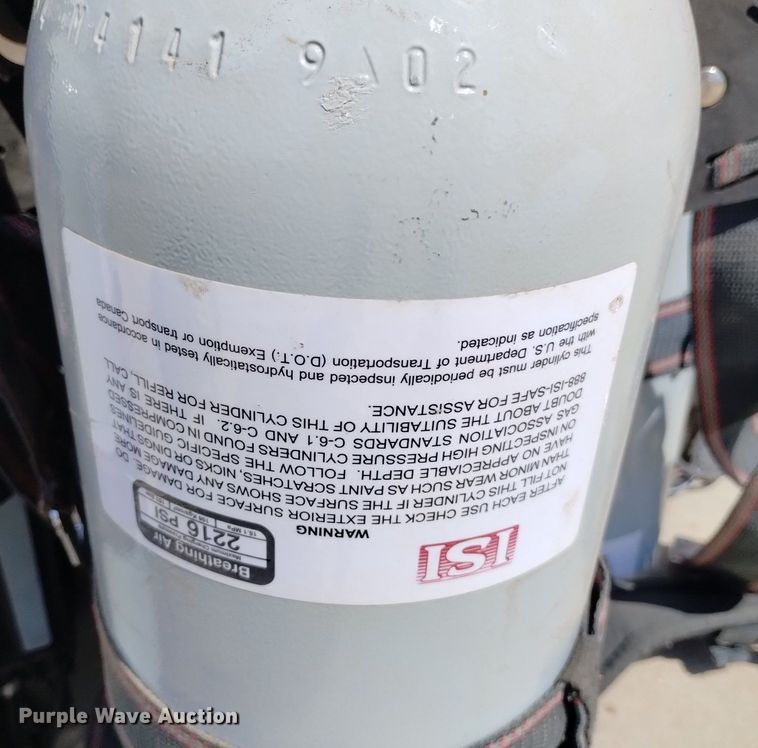 M4141 9 02
ISI
Breathing Air
2216 PSI
WARNING
AFTER EACH USE CHECK THE EXTERIOR SURFACE FOR DAMAGE. DO
NOT FILL THIS CYLINDER IF THE SURFACE SHOWS ANY DAMAGE MORE
THAN MINOR WEAR SUCH AS PAINT SCRATCHES, NICKS OR DINGS THAT
HAVE NO APPRECIABLE DEPTH. FOLLOW THE SPECIFIC GUIDELINES
ON INSPECTING HIGH PRESSURE CYLINDERS FOUND IN COMPRESSED
GAS ASSOCIATION STANDARDS C-6.1 AND C-6.2. IF THERE IS ANY
DOUBT ABOUT THE SUITABILITY OF THIS CYLINDER FOR REFILL, CALL
888-ISI-SAFE FOR ASSISTANCE.
This cylinder must be periodically inspected and hydrostatically tested in accordance
with the U.S. Department of Transportation (D.O.T.) Exemption or transport Canada
specification as indicated.
Purple Wave Auction